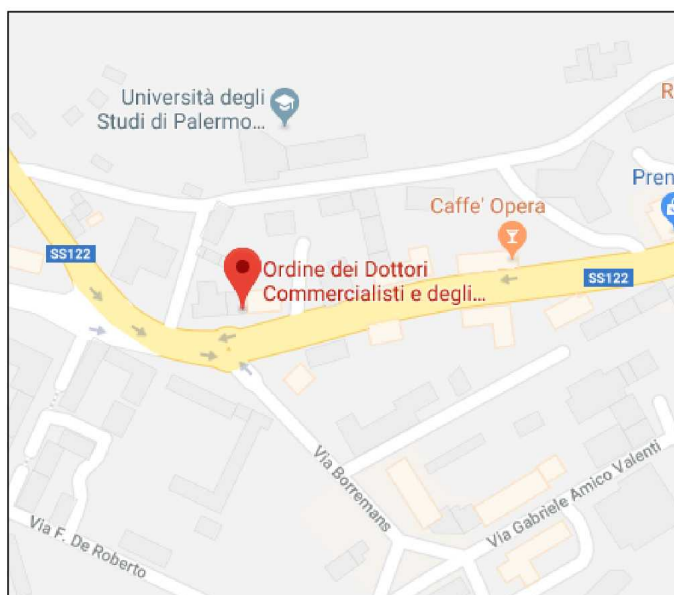 Università degli
Studi di Palermo...
R
Pren
Caffe' Opera
SS122
Ordine dei Dottori
Commercialisti e degli...
SS122
Via Borremans
Via Gabriele Amico Valenti
Via F. De Roberto